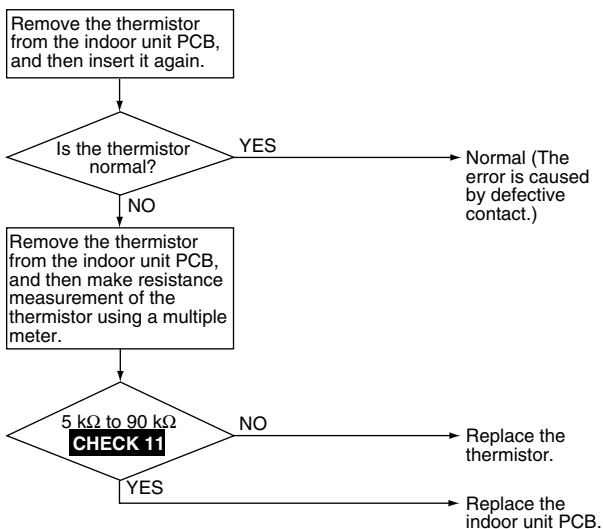 Remove the thermistor
from the indoor unit PCB,
and then insert it again.
Is the thermistor
normal?
YES
Normal (The
error is caused
by defective
contact.)
NO
Remove the thermistor
from the indoor unit PCB,
and then make resistance
measurement of the
thermistor using a multiple
meter.
5 kΩ to 90 kΩ
CHECK 11
NO
Replace the
thermistor.
YES
Replace the
indoor unit PCB.